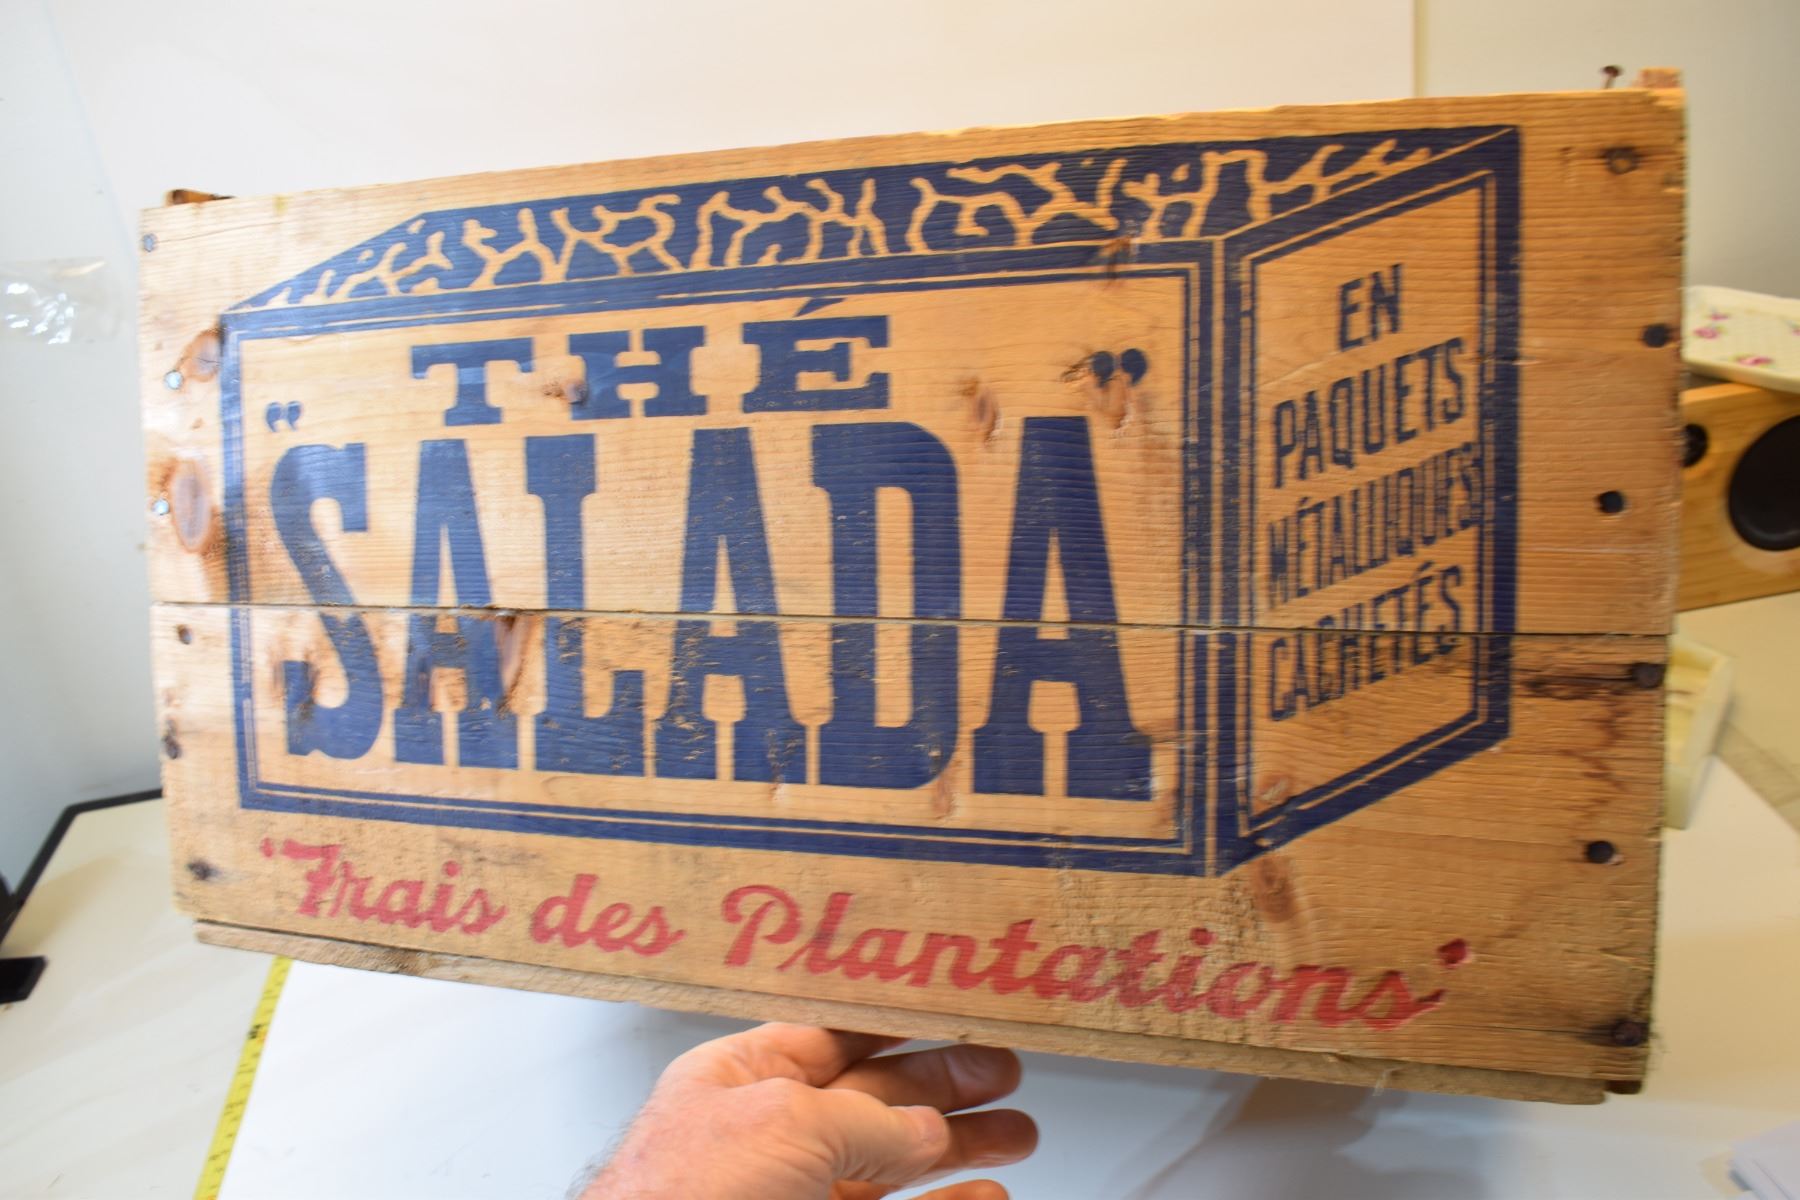 THÉ
"SALADA"
EN
PAQUETS
MÉTALLIQUES
CACHETÉS
'Frais des Plantations'